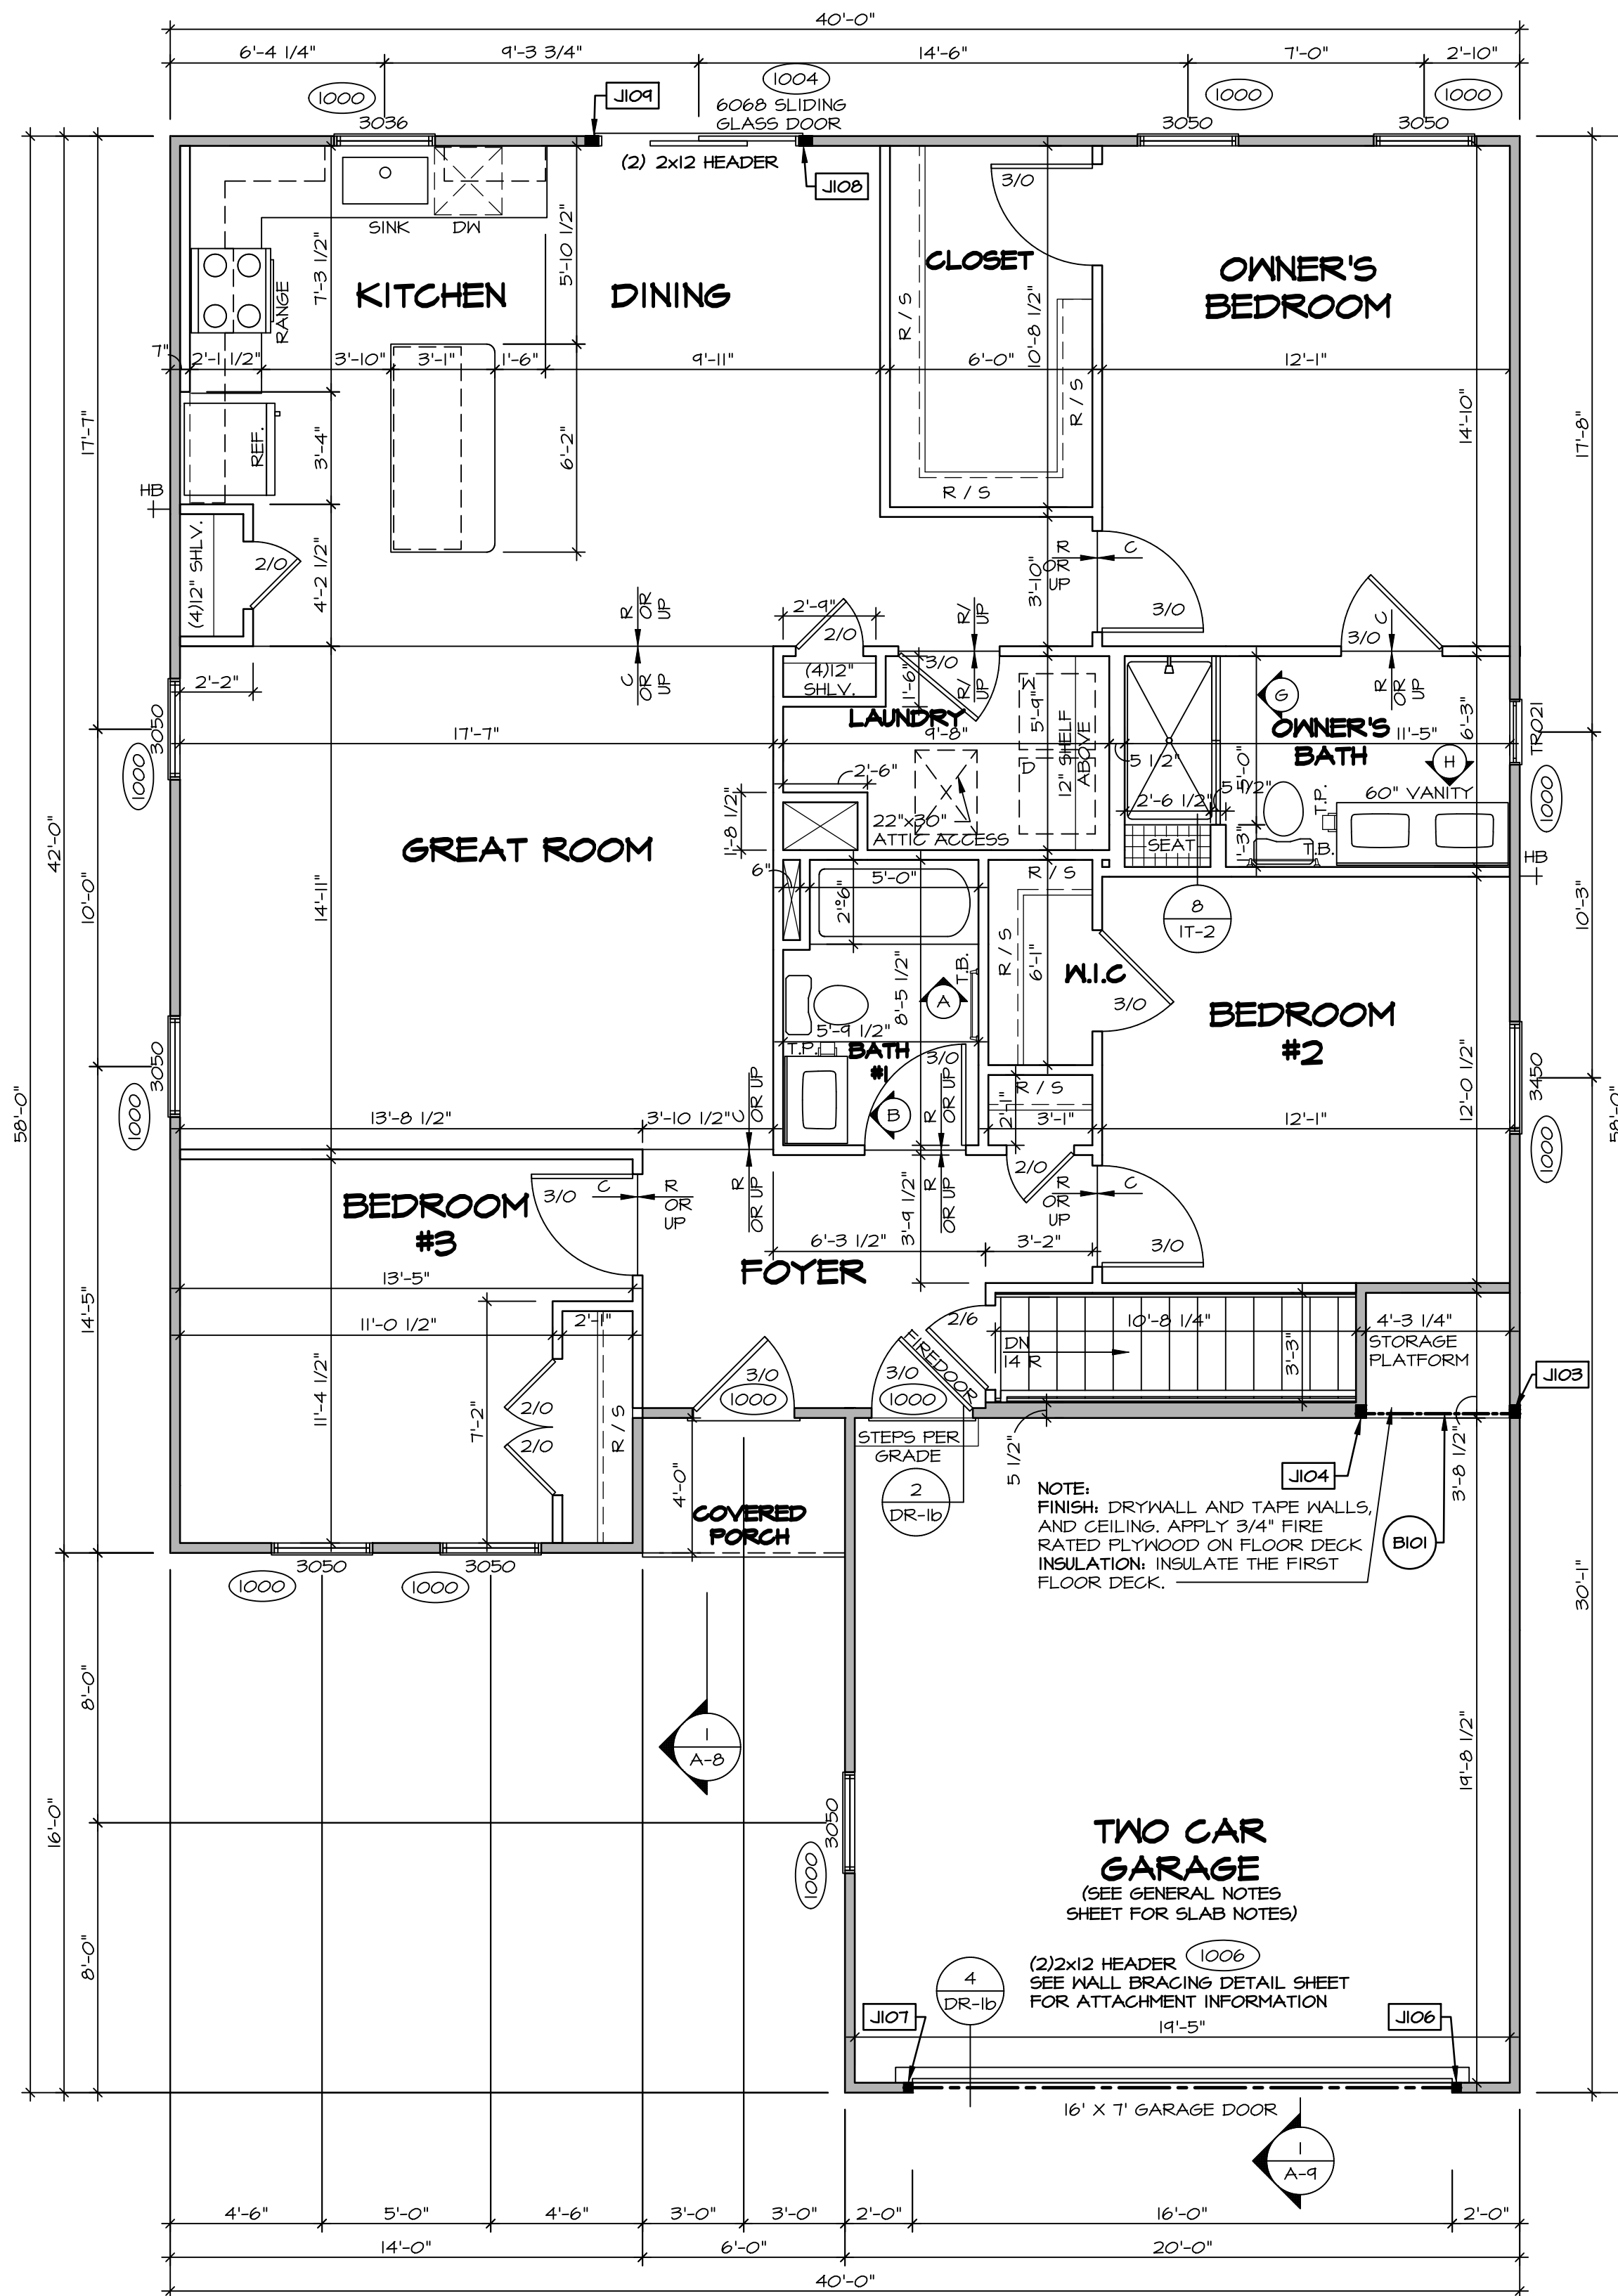 40'-0"
6'-4 1/4"
9'-3 3/4"
14'-6"
7'-0"
2'-10"
1000
J109
1004
6068 SLIDING
GLASS DOOR
1000
1000
3036
3050
3050
(2) 2x12 HEADER
J108
SINK
DW
3/0
RANGE
7'-3 1/2"
5'-10 1/2"
KITCHEN
DINING
CLOSET
OWNER'S
BEDROOM
R / S
10'-8 1/2"
7"
2'-1 1/2"
3'-10"
3'-1"
1'-6"
9'-11"
6'-0"
12'-1"
17'-7"
REF.
3'-4"
6'-2"
R / S
R / S
14'-10"
17'-8"
HB
(4)12" SHLV.
2/0
4'-2 1/2"
3'-10"
R
OR
UP
C
3/0
R
OR
UP
C
OR
UP
2'-9"
2/0
(4)12"
SHLV.
R/
UP
R/
UP
3/0
1'-6"
3/0
C
R
OR
UP
2'-2"
3050
1000
17'-7"
LAUNDRY
9'-8"
W
D
5'-9"
12" SHELF
ABOVE
5 1/2"
G
OWNER'S
BATH
11'-5"
6'-3"
TR021
H
1000
2'-6"
X
22"x30"
ATTIC ACCESS
1'-8 1/2"
2'-6 1/2"
5 1/2"
5'-0"
60" VANITY
T.P.
T.B.
SEAT
1'-3"
HB
42'-0"
GREAT ROOM
10'-0"
14'-11"
6"
5'-0"
2'-6"
R / S
R / S
6'-1"
8
IT-2
10'-3"
W.I.C
3/0
BEDROOM
#2
T.B.
A
8'-5 1/2"
5'-9 1/2"
T.P.
BATH
#1
3/0
B
3050
1000
58'-0"
13'-8 1/2"
3'-10 1/2"
C
OR UP
R
OR UP
R
OR UP
R
OR UP
R / S
2'-1"
3'-1"
12'-1"
12'-0 1/2"
3450
1000
58'-0"
2/0
R
OR
UP
C
3/0
BEDROOM
#3
3/0
C
R
OR
UP
3'-9 1/2"
6'-3 1/2"
3'-2"
FOYER
13'-5"
14'-5"
11'-0 1/2"
2'-1"
2/6
DN
14 R
10'-8 1/4"
3'-3"
4'-3 1/4"
STORAGE
PLATFORM
FIREDOOR
3/0
1000
3/0
1000
J103
11'-4 1/2"
7'-2"
2/0
2/0
R / S
STEPS PER
GRADE
5 1/2"
J104
3'-8 1/2"
4'-0"
2
DR-1b
COVERED
PORCH
NOTE:
FINISH: DRYWALL AND TAPE WALLS,
AND CEILING. APPLY 3/4" FIRE
RATED PLYWOOD ON FLOOR DECK
INSULATION: INSULATE THE FIRST
FLOOR DECK.
B101
30'-1"
3050
3050
1000
1000
8'-0"
1
A-8
19'-8 1/2"
16'-0"
3050
1000
TWO CAR
GARAGE
(SEE GENERAL NOTES
SHEET FOR SLAB NOTES)
8'-0"
4
DR-1b
(2)2x12 HEADER
1006
SEE WALL BRACING DETAIL SHEET
FOR ATTACHMENT INFORMATION
J107
J106
19'-5"
16' X 7' GARAGE DOOR
1
A-9
4'-6"
5'-0"
4'-6"
3'-0"
3'-0"
2'-0"
16'-0"
2'-0"
14'-0"
6'-0"
20'-0"
40'-0"